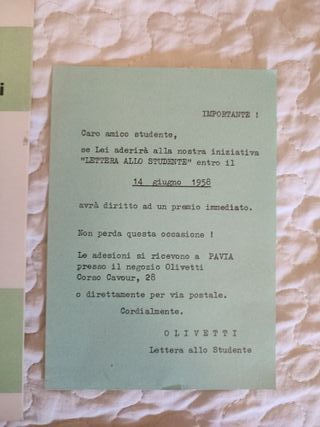 i
IMPORTANTE !
Caro amico studente,
se Lei aderirà alla nostra iniziativa
"LETTERA ALLO STUDENTE" entro il
14 giugno 1958
avrà diritto ad un premio immediato.
Non perda questa occasione !
Le adesioni si ricevono a PAVIA
presso il negozio Olivetti
Corso Cavour, 28
o direttamente per via postale.
Cordialmente.
O L I V E T T I
Lettera allo Studente